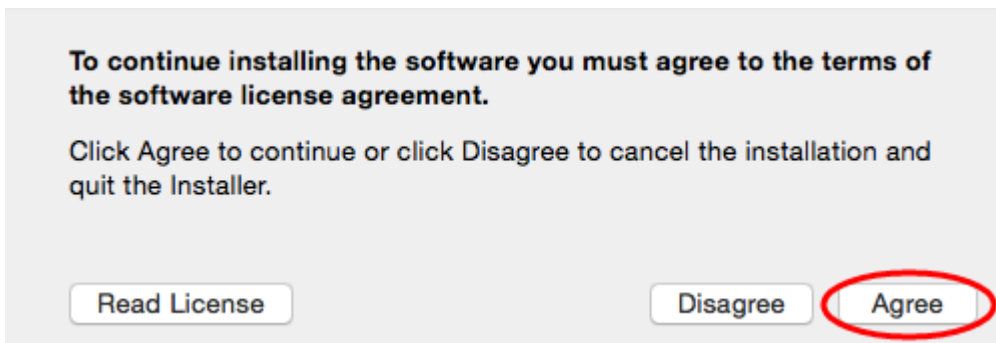 To continue installing the software you must agree to the terms of
the software license agreement.
Click Agree to continue or click Disagree to cancel the installation and
quit the Installer.
Read License
Disagree
Agree